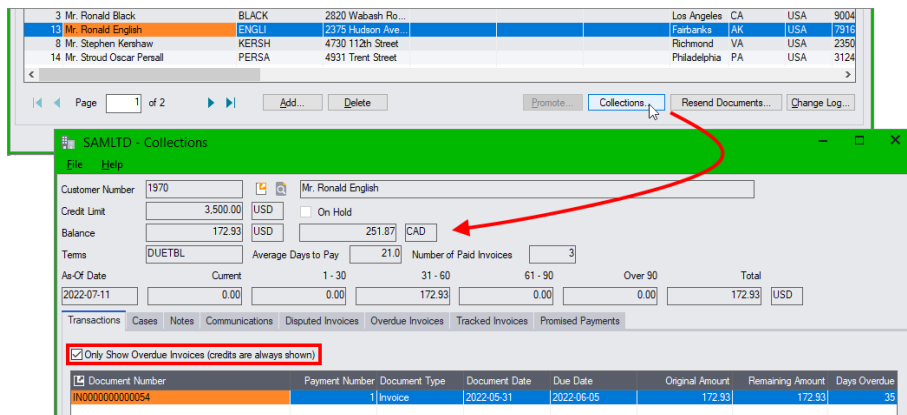 3 Mr. Ronald Black BLACK 2820 Wabash Ro... Los Angeles CA USA 9004
13 Mr. Ronald English ENGLI 2375 Hudson Ave... Fairbanks AK USA 7916
8 Mr. Stephen Kershaw KERSH 4730 112th Street Richmond VA USA 2350
14 Mr. Stroud Oscar Persall PERSA 4931 Trent Street Philadelphia PA USA 3124
Page 1 of 2 Add... Delete Promote... Collections... Resend Documents... Change Log...
SAMLTD - Collections
File Help
Customer Number 1970 Mr. Ronald English
Credit Limit 3,500.00 USD On Hold
Balance 172.93 USD 251.87 CAD
Terms DUETBL Average Days to Pay 21.0 Number of Paid Invoices 3
As-Of Date Current 1 - 30 31 - 60 61 - 90 Over 90 Total
2022-07-11 0.00 0.00 172.93 0.00 0.00 172.93 USD
Transactions Cases Notes Communications Disputed Invoices Overdue Invoices Tracked Invoices Promised Payments
Only Show Overdue Invoices (credits are always shown)
Document Number Payment Number Document Type Document Date Due Date Original Amount Remaining Amount Days Overdue
IN0000000000054 1 Invoice 2022-05-31 2022-06-05 172.93 172.93 35